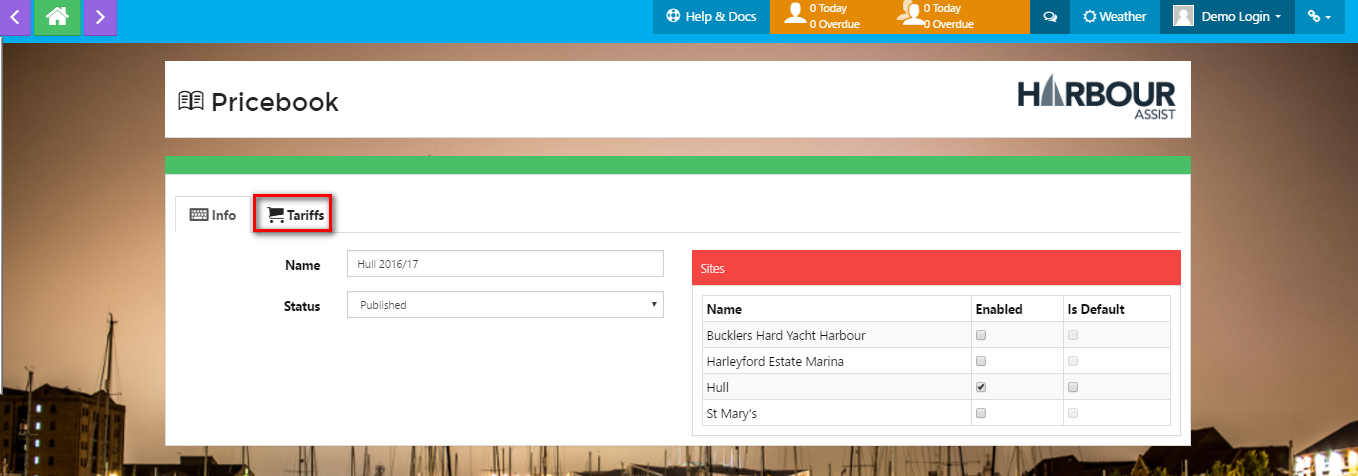 Help & Docs
0 Today
0 Overdue
0 Today
0 Overdue
Weather
Demo Login
Pricebook
HARBOUR
ASSIST
Info
Tariffs
Name
Hull 2016/17
Status
Published
Sites
Name Enabled Is Default
Bucklers Hard Yacht Harbour
Harleyford Estate Marina
Hull
St Mary's